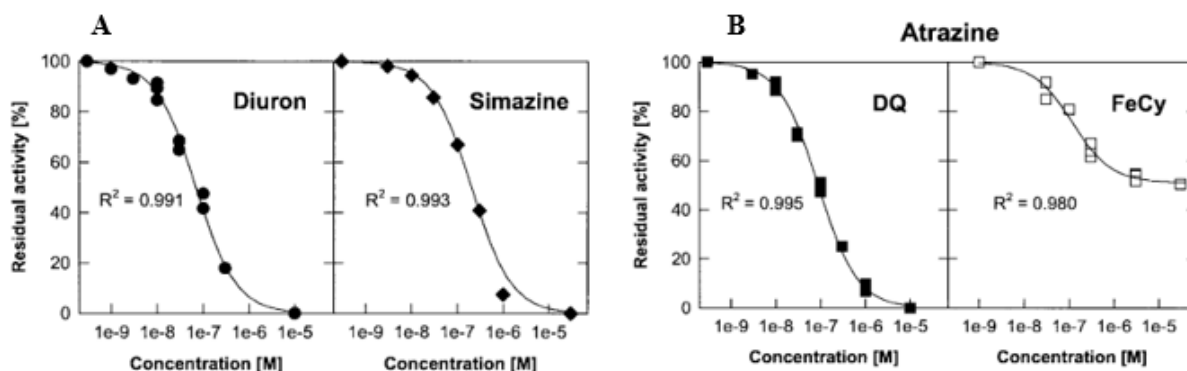 A
Residual activity [%]
100
80
60
40
20
0
Diuron
R² = 0.991
1e-9 1e-8 1e-7 1e-6 1e-5
Concentration [M]
Simazine
R² = 0.993
1e-9 1e-8 1e-7 1e-6 1e-5
Concentration [M]
B
Atrazine
Residual activity [%]
100
80
60
40
20
0
DQ
R² = 0.995
1e-9 1e-8 1e-7 1e-6 1e-5
Concentration [M]
FeCy
R² = 0.980
1e-9 1e-8 1e-7 1e-6 1e-5
Concentration [M]